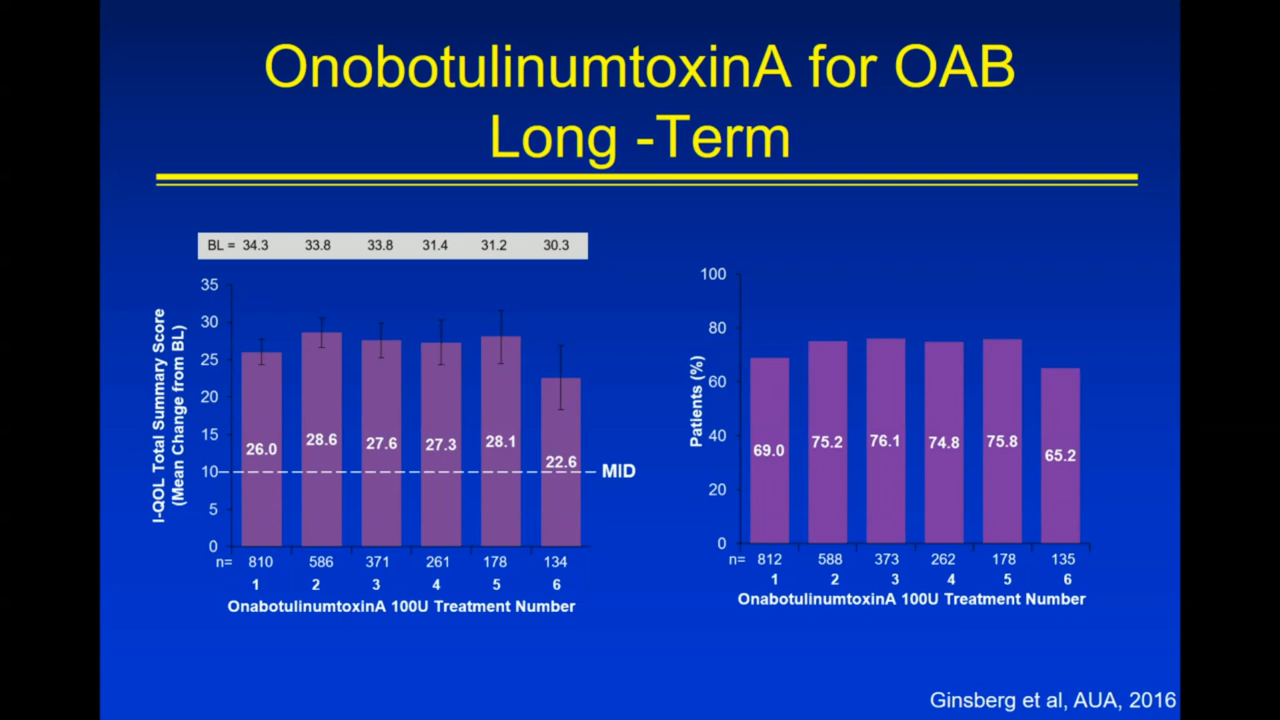 OnobotulinumtoxinA for OAB
Long -Term
BL = 34.3 33.8 33.8 31.4 31.2 30.3
I-QOL Total Summary Score
(Mean Change from BL)
35
30
25
20
15
10
5
0
26.0 28.6 27.6 27.3 28.1 22.6
MID
n= 810 586 371 261 178 134
1 2 3 4 5 6
OnabotulinumtoxinA 100U Treatment Number
Patients (%)
100
80
60
40
20
0
69.0 75.2 76.1 74.8 75.8 65.2
n= 812 588 373 262 178 135
1 2 3 4 5 6
OnabotulinumtoxinA 100U Treatment Number
Ginsberg et al, AUA, 2016